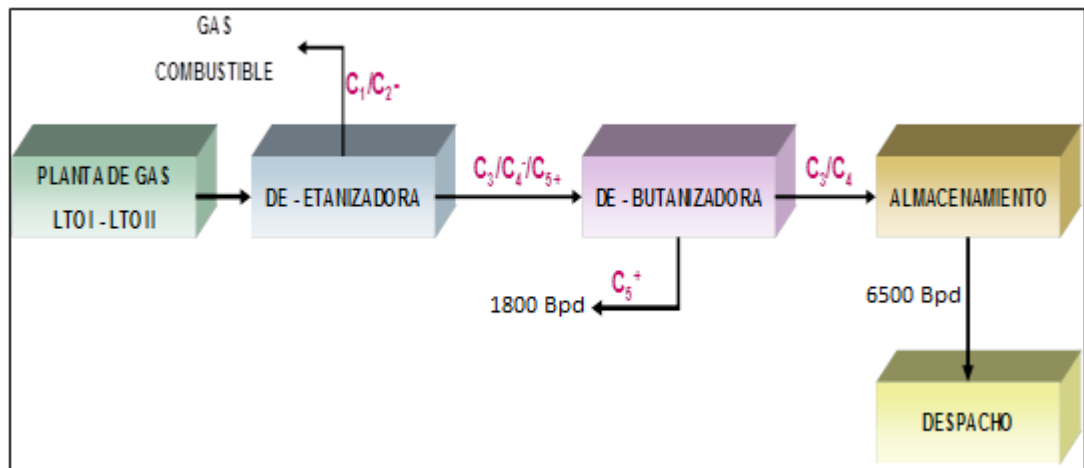 GAS
COMBUSTIBLE
C₁/C₂-
PLANTA DE GAS
LTO I - LTO II
DE - ETANIZADORA
C₃/C₄⁻/C₅₊
DE - BUTANIZADORA
C₃/C₄
ALMACENAMIENTO
C₅⁺
1800 Bpd
6500 Bpd
DESPACHO